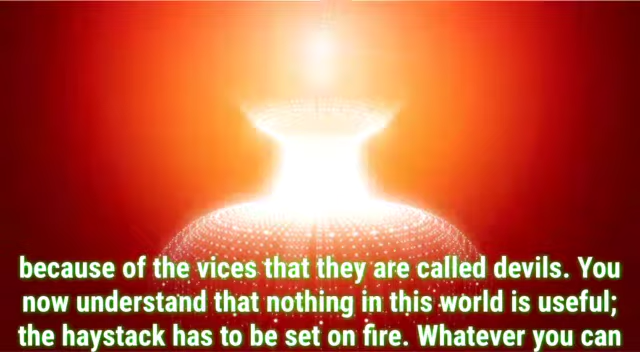 because of the vices that they are called devils. You
now understand that nothing in this world is useful;
the haystack has to be set on fire. Whatever you can